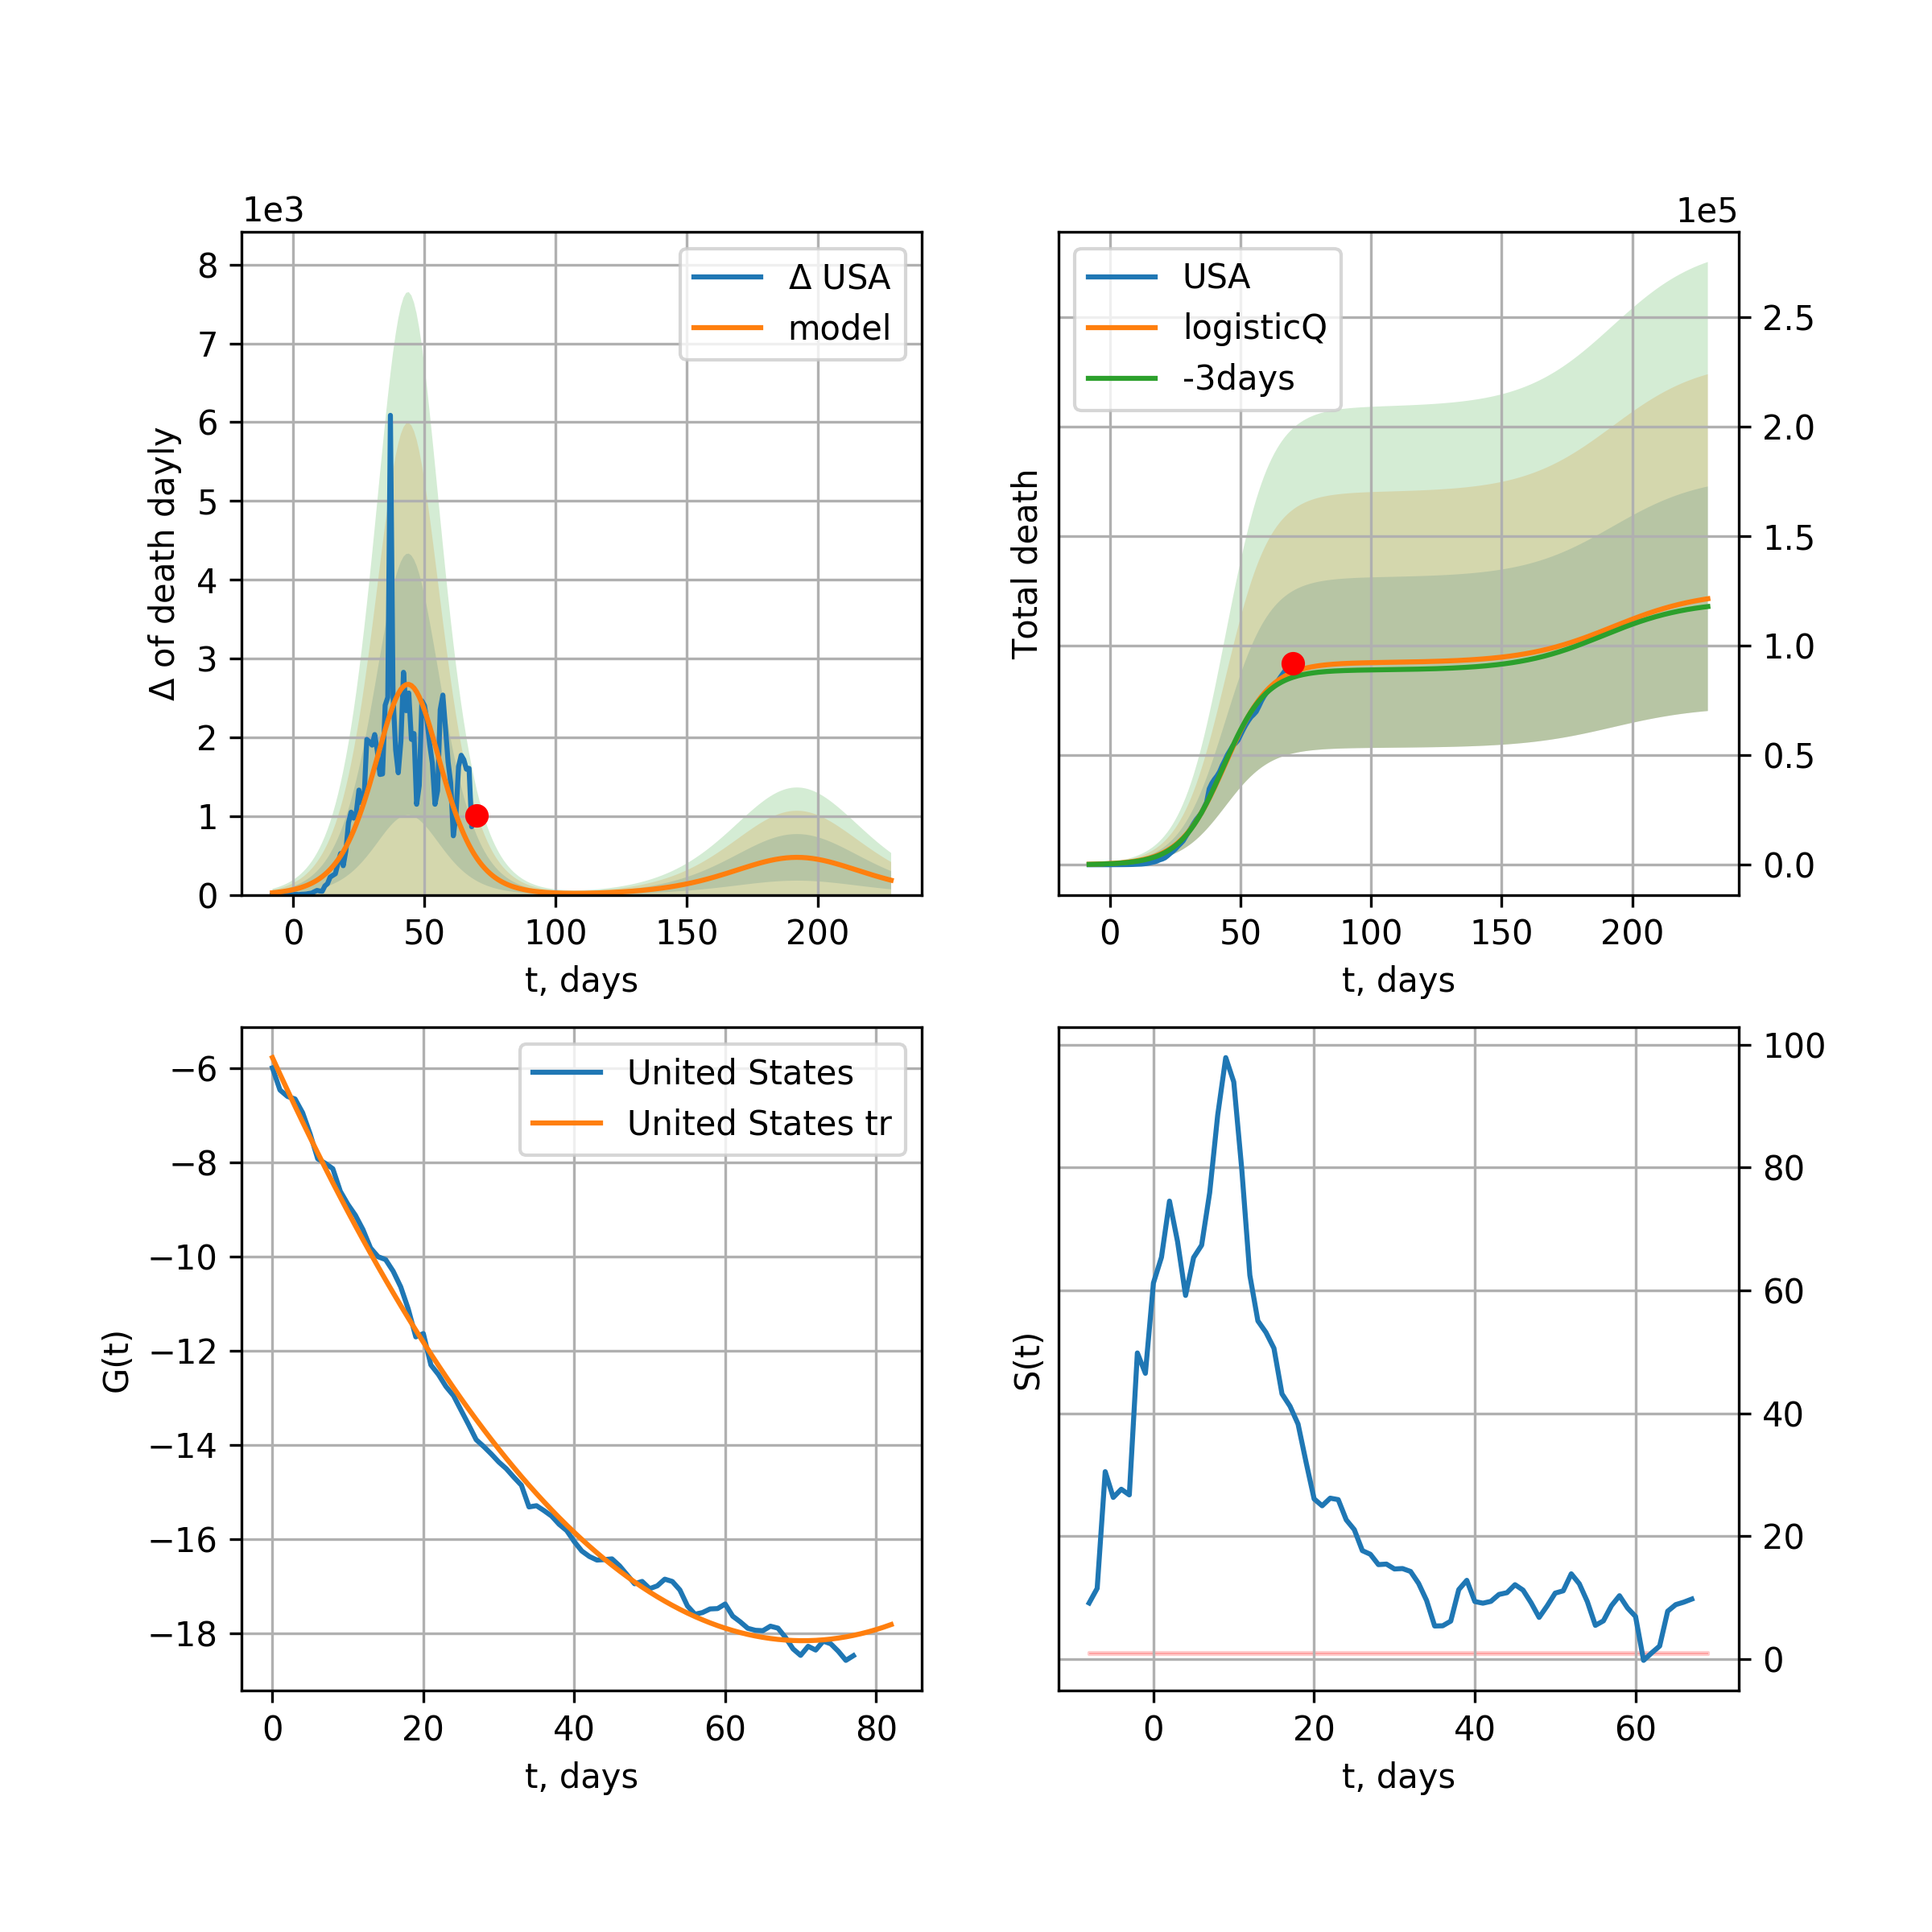 1e3
8
7
6
5
4
3
2
1
0
Δ of death dayly
Δ USA
model
0 50 100 150 200
t, days
1e5
USA
logisticQ
-3days
Total death
2.5
2.0
1.5
1.0
0.5
0.0
0 50 100 150 200
t, days
−6
−8
−10
−12
−14
−16
−18
G(t)
United States
United States tr
0 20 40 60 80
t, days
S(t)
100
80
60
40
20
0
0 20 40 60
t, days